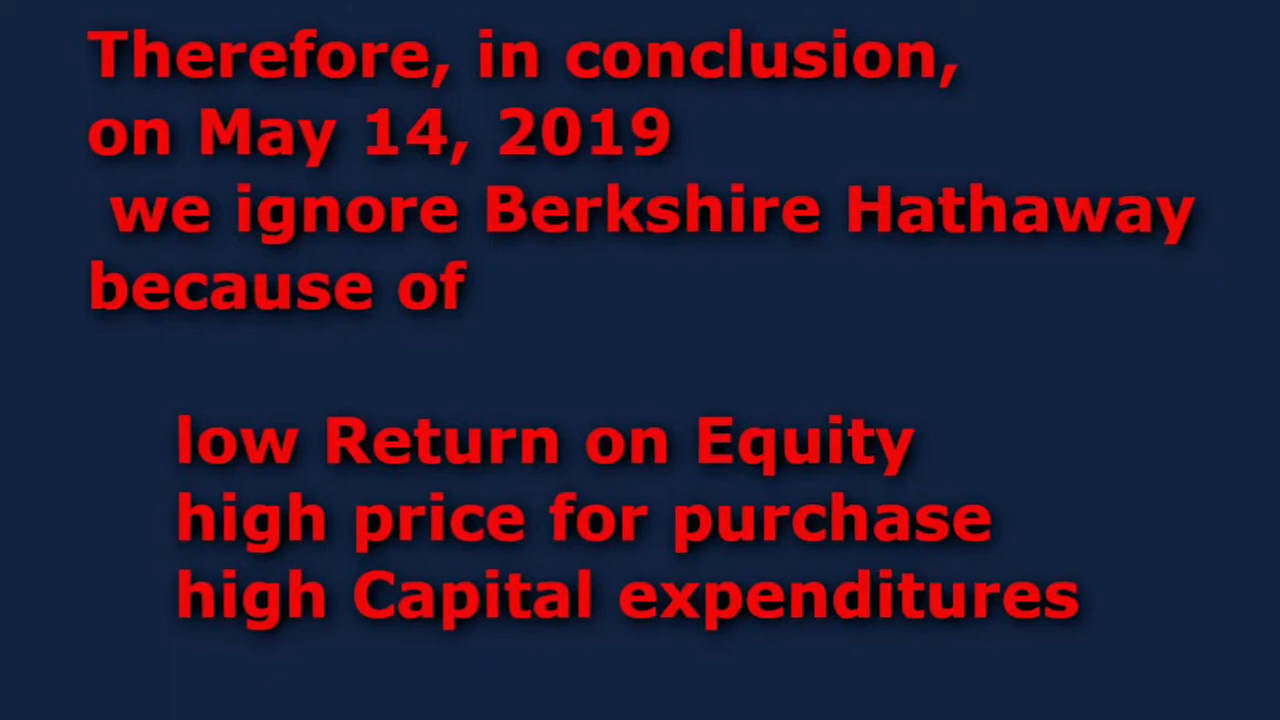 Therefore, in conclusion,
on May 14, 2019
we ignore Berkshire Hathaway
because of
low Return on Equity
high price for purchase
high Capital expenditures